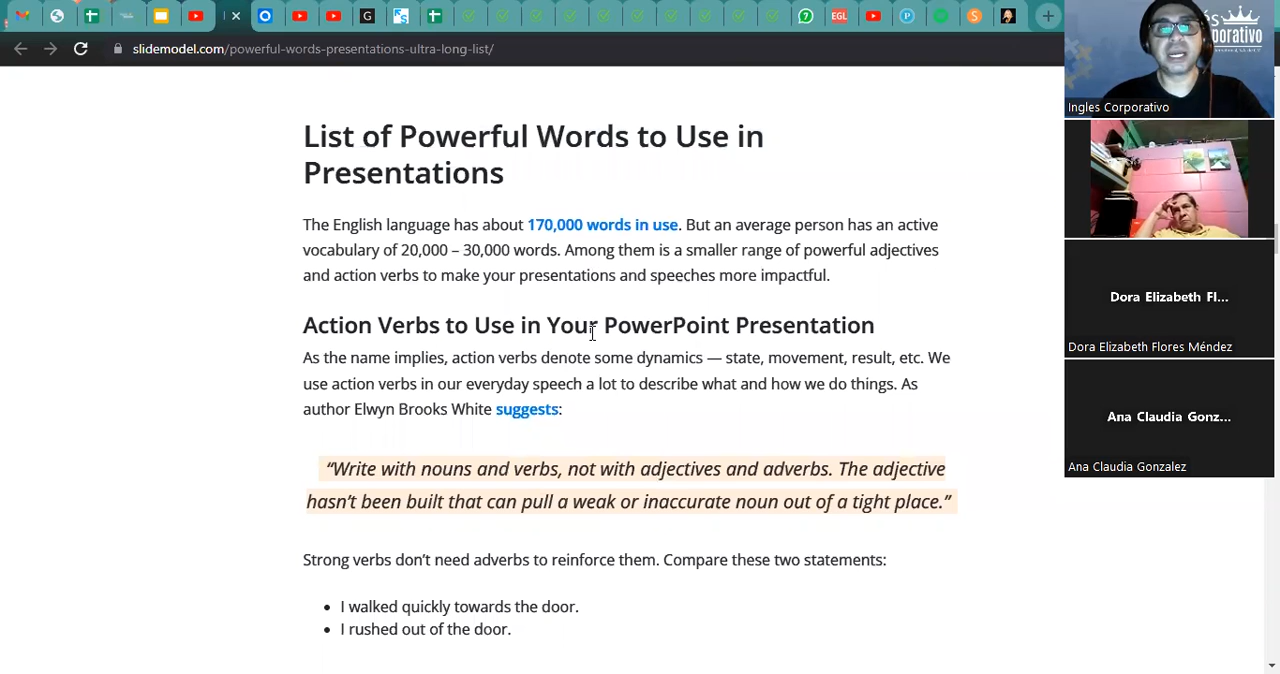 slidemodel.com/powerful-words-presentations-ultra-long-list/
List of Powerful Words to Use in
Presentations
The English language has about 170,000 words in use. But an average person has an active
vocabulary of 20,000 – 30,000 words. Among them is a smaller range of powerful adjectives
and action verbs to make your presentations and speeches more impactful.
Action Verbs to Use in Your PowerPoint Presentation
As the name implies, action verbs denote some dynamics — state, movement, result, etc. We
use action verbs in our everyday speech a lot to describe what and how we do things. As
author Elwyn Brooks White suggests:
“Write with nouns and verbs, not with adjectives and adverbs. The adjective
hasn’t been built that can pull a weak or inaccurate noun out of a tight place.”
Strong verbs don’t need adverbs to reinforce them. Compare these two statements:
• I walked quickly towards the door.
• I rushed out of the door.
EGL
Ingles Corporativo
Dora Elizabeth Fl...
Dora Elizabeth Flores Méndez
Ana Claudia Gonz...
Ana Claudia Gonzalez